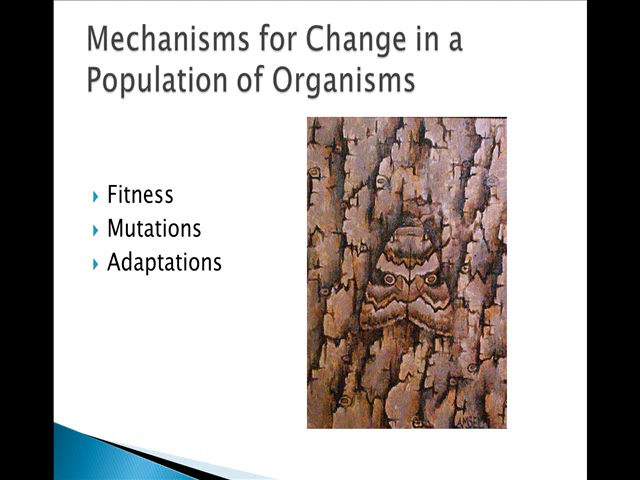 Mechanisms for Change in a
Population of Organisms
Fitness
Mutations
Adaptations